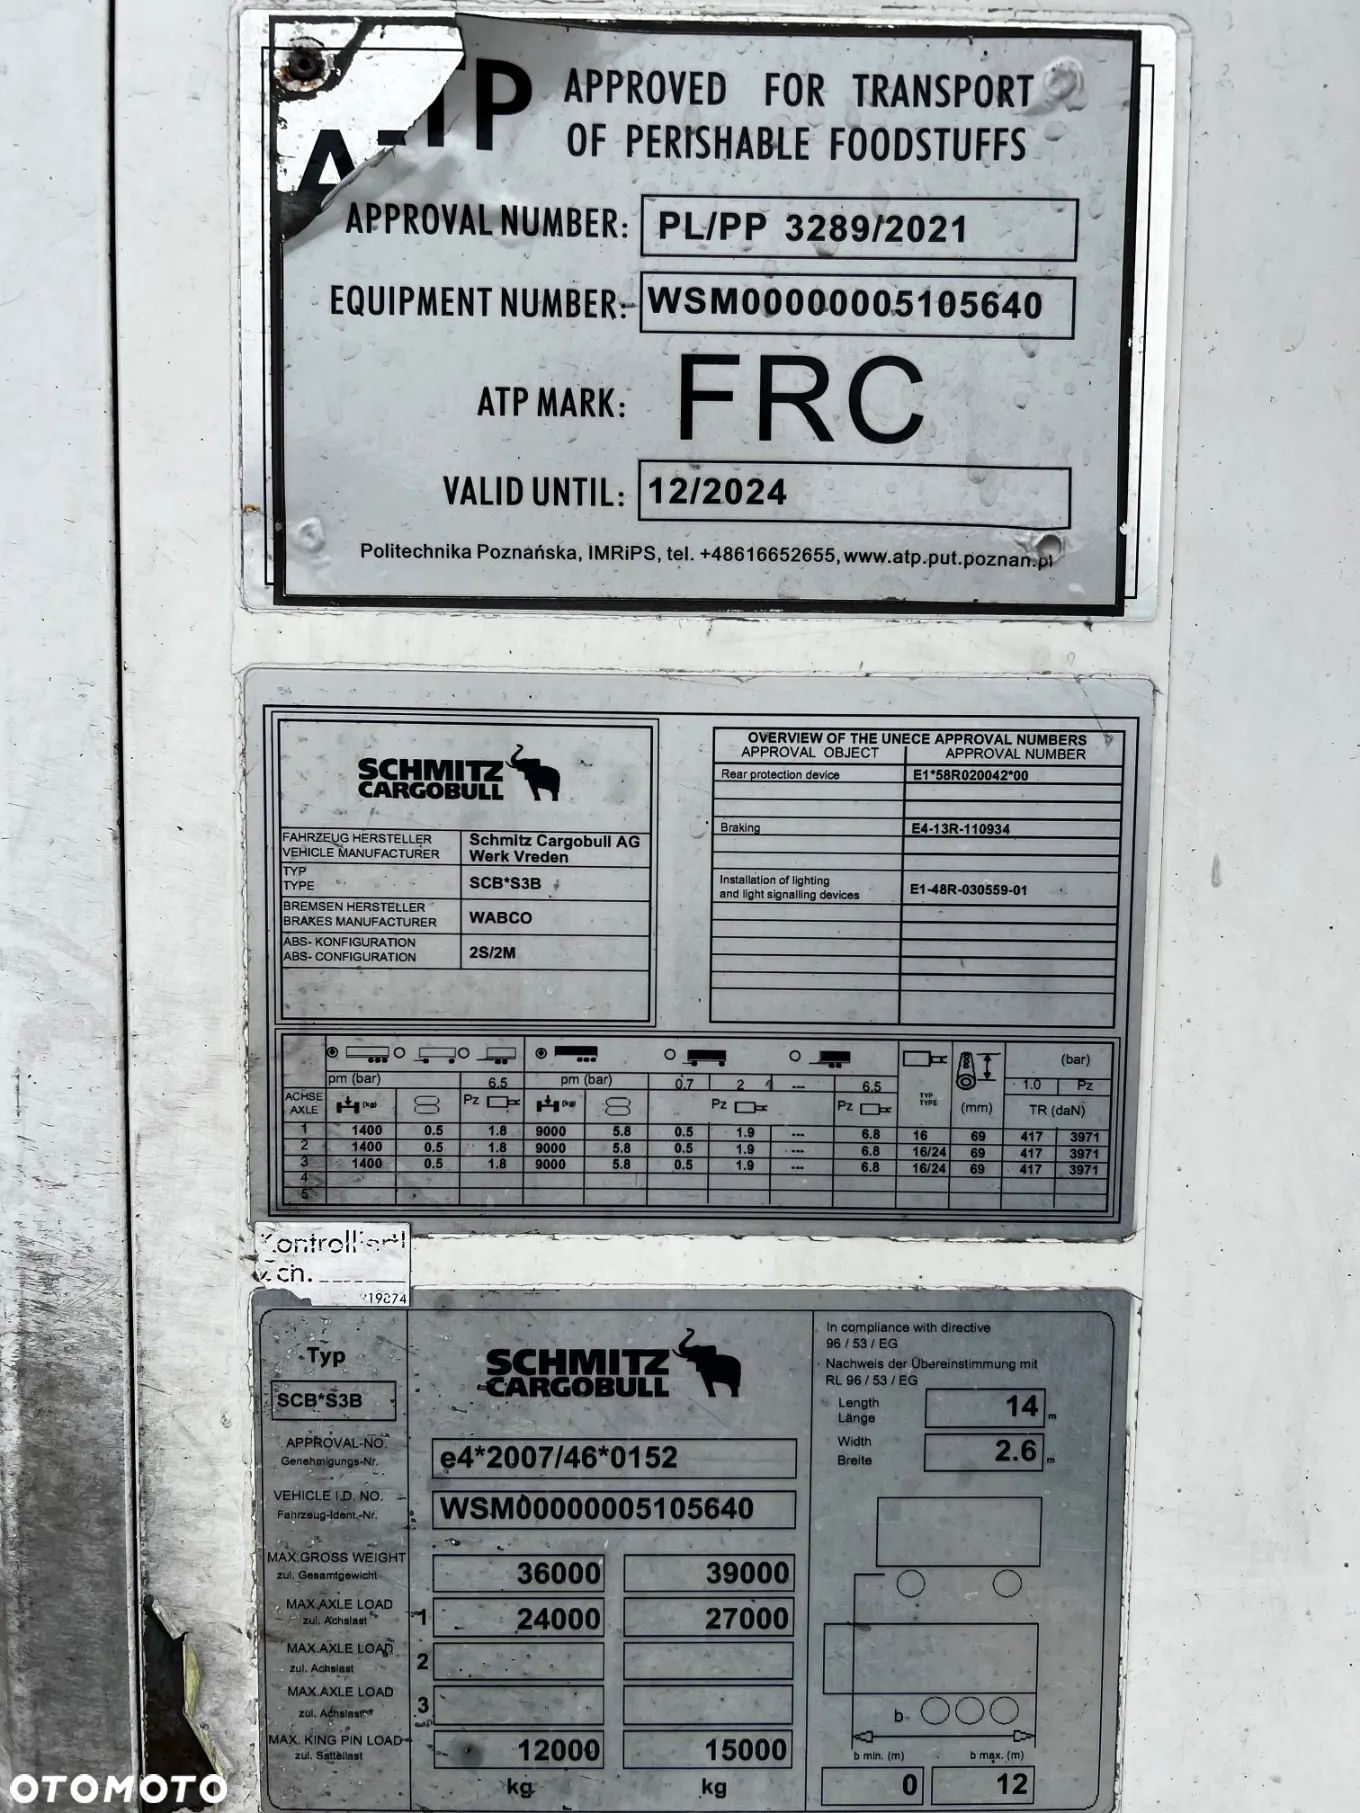 ATP APPROVED FOR TRANSPORT
OF PERISHABLE FOODSTUFFS
APPROVAL NUMBER: PL/PP 3289/2021
EQUIPMENT NUMBER: WSM00000005105640
ATP MARK: FRC
VALID UNTIL: 12/2024
Politechnika Poznańska, IMRiPS, tel. +48616652655, www.atp.put.poznan.pl
SCHMITZ
CARGOBULL
FAHRZEUG HERSTELLER
VEHICLE MANUFACTURER
Schmitz Cargobull AG
Werk Vreden
TYP
TYPE
SCB*S3B
BREMSEN HERSTELLER
BRAKES MANUFACTURER
WABCO
ABS- KONFIGURATION
ABS- CONFIGURATION
2S/2M
OVERVIEW OF THE UNECE APPROVAL NUMBERS
APPROVAL OBJECT APPROVAL NUMBER
Rear protection device E1*58R020042*00
Braking E4-13R-110934
Installation of lighting
and light signalling devices
E1-48R-030559-01
pm (bar) 6.5 pm (bar) 0.7 2 --- 6.5 (bar)
1.0 Pz
ACHSE
AXLE
(kg) Pz (kg) Pz Pz TYP
TYPE
(mm) TR (daN)
1 1400 0.5 1.8 9000 5.8 0.5 1.9 --- 6.8 16 69 417 3971
2 1400 0.5 1.8 9000 5.8 0.5 1.9 --- 6.8 16/24 69 417 3971
3 1400 0.5 1.8 9000 5.8 0.5 1.9 --- 6.8 16/24 69 417 3971
4
5
Kontrolliert!
Zch.
19874
Typ
SCB*S3B
SCHMITZ
CARGOBULL
APPROVAL-NO.
Genehmigungs-Nr.
e4*2007/46*0152
VEHICLE I.D. NO.
Fahrzeug-Ident.-Nr.
WSM00000005105640
MAX.GROSS WEIGHT
zul. Gesamtgewicht
36000 39000
MAX.AXLE LOAD
zul. Achslast
1 24000 27000
MAX.AXLE LOAD
zul. Achslast
2
MAX.AXLE LOAD
zul. Achslast
3
MAX. KING PIN LOAD
zul. Sattellast
12000 15000
kg kg
In compliance with directive
96 / 53 / EG
Nachweis der Übereinstimmung mit
RL 96 / 53 / EG
Length
Länge
14 m
Width
Breite
2.6 m
b
b min. (m) b max. (m)
0 12
OTOMOTO